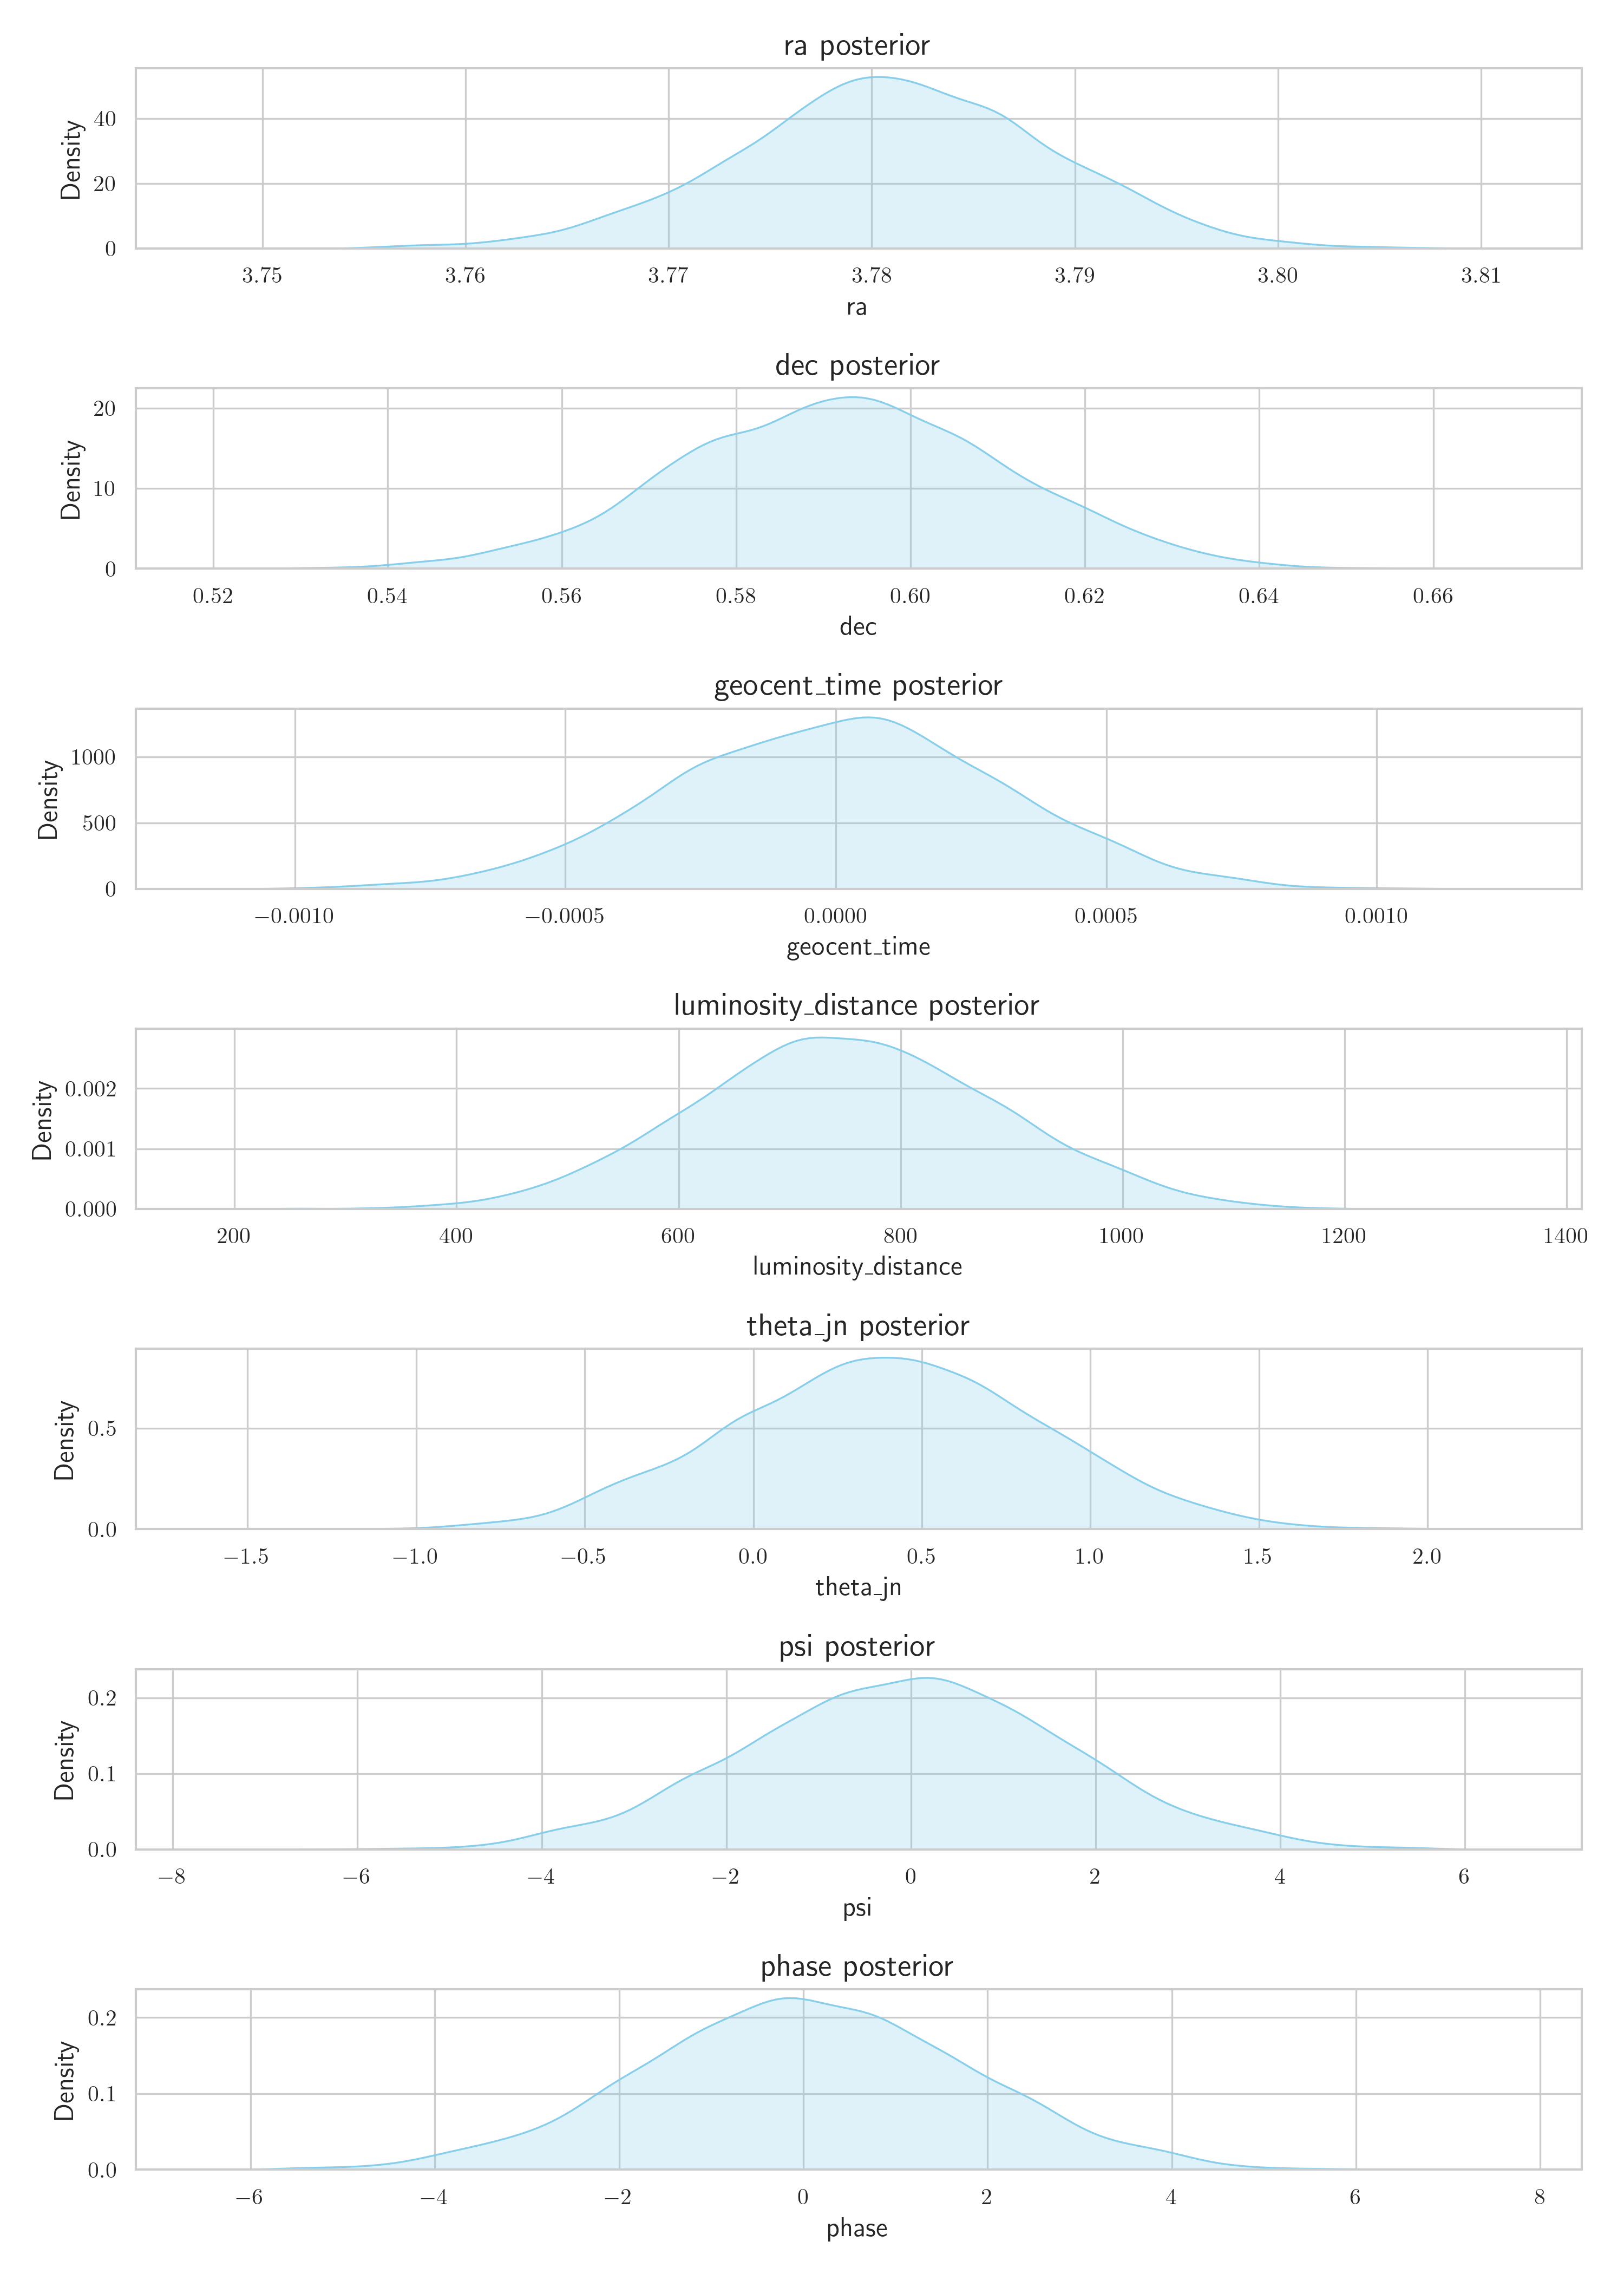 ra posterior
Density
40
20
0
3.75 3.76 3.77 3.78 3.79 3.80 3.81
ra
dec posterior
Density
20
10
0
0.52 0.54 0.56 0.58 0.60 0.62 0.64 0.66
dec
geocent_time posterior
Density
1000
500
0
−0.0010 −0.0005 0.0000 0.0005 0.0010
geocent_time
luminosity_distance posterior
Density
0.002
0.001
0.000
200 400 600 800 1000 1200 1400
luminosity_distance
theta_jn posterior
Density
0.5
0.0
−1.5 −1.0 −0.5 0.0 0.5 1.0 1.5 2.0
theta_jn
psi posterior
Density
0.2
0.1
0.0
−8 −6 −4 −2 0 2 4 6
psi
phase posterior
Density
0.2
0.1
0.0
−6 −4 −2 0 2 4 6 8
phase